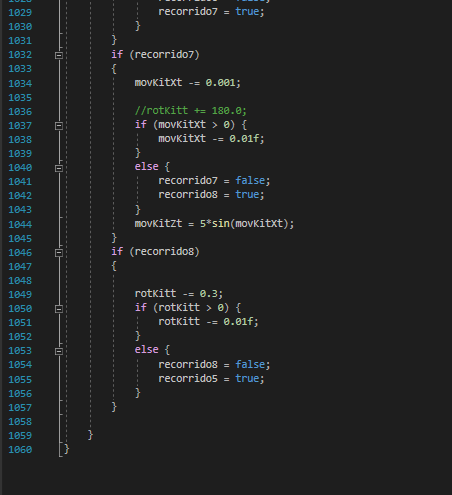 1029 recorrido7 = true;
1030 }
1031 }
1032 if (recorrido7)
1033 {
1034 movKitXt -= 0.001;
1035
1036 //rotKitt += 180.0;
1037 if (movKitXt > 0) {
1038 movKitXt -= 0.01f;
1039 }
1040 else {
1041 recorrido7 = false;
1042 recorrido8 = true;
1043 }
1044 movKitZt = 5*sin(movKitXt);
1045 }
1046 if (recorrido8)
1047 {
1048
1049 rotKitt -= 0.3;
1050 if (rotKitt > 0) {
1051 rotKitt -= 0.01f;
1052 }
1053 else {
1054 recorrido8 = false;
1055 recorrido5 = true;
1056 }
1057 }
1058
1059 }
1060 }